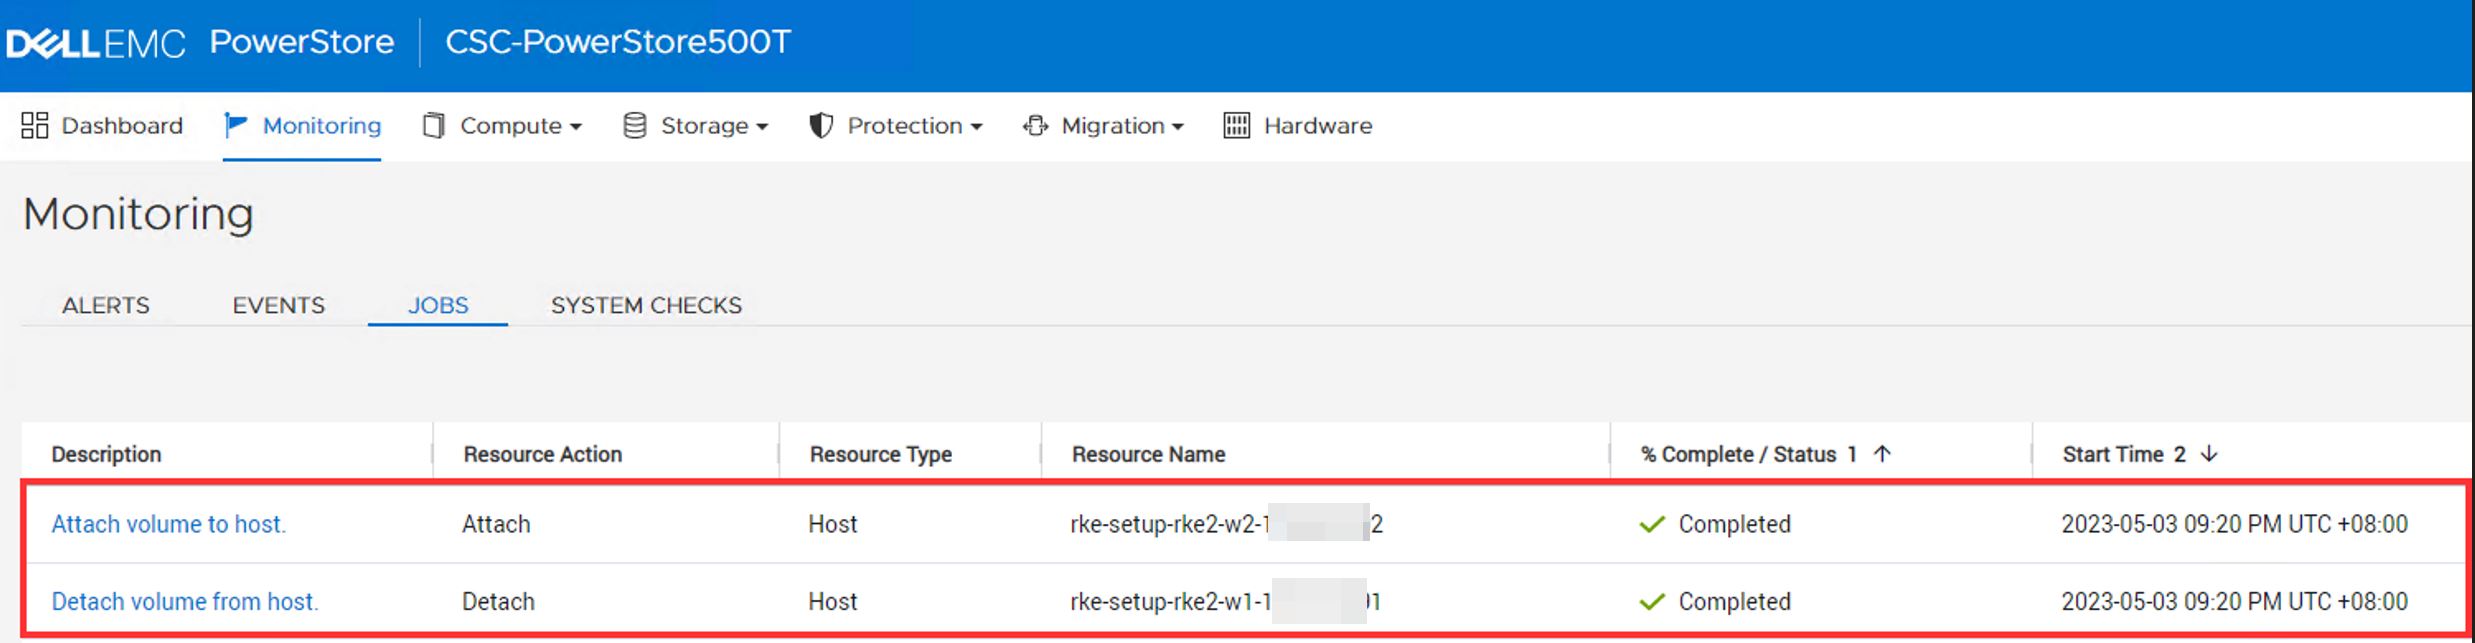 DELLEMC PowerStore CSC-PowerStore500T
Dashboard Monitoring Compute Storage Protection Migration Hardware
Monitoring
ALERTS EVENTS JOBS SYSTEM CHECKS
Description Resource Action Resource Type Resource Name % Complete / Status 1 ↑ Start Time 2 ↓
Attach volume to host. Attach Host rke-setup-rke2-w2-1 2 Completed 2023-05-03 09:20 PM UTC +08:00
Detach volume from host. Detach Host rke-setup-rke2-w1-1 1 Completed 2023-05-03 09:20 PM UTC +08:00